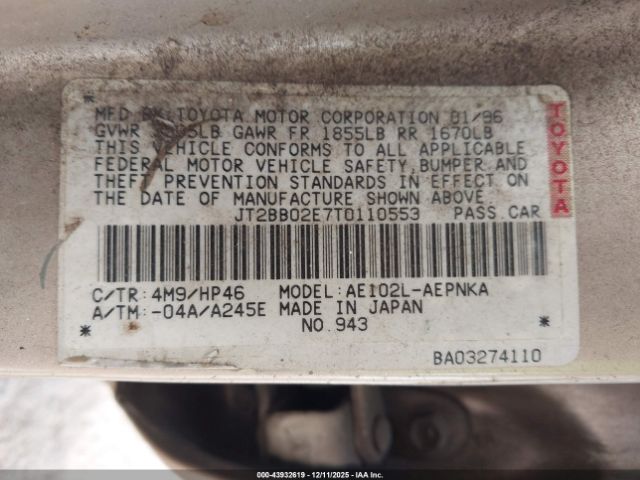 MFD BY: TOYOTA MOTOR CORPORATION 01/96
GVWR LB GAWR FR 1855LB RR 1670LB
THIS VEHICLE CONFORMS TO ALL APPLICABLE
FEDERAL MOTOR VEHICLE SAFETY, BUMPER, AND
THEFT PREVENTION STANDARDS IN EFFECT ON
THE DATE OF MANUFACTURE SHOWN ABOVE.
JT2BB02E7T0110553 PASS.CAR
TOYOTA
C/TR: 4M9/HP46 MODEL: AE102L-AEPNKA
A/TM: -04A/A245E MADE IN JAPAN
* NO.943 *
BA03274110
000-43932619 - 12/11/2025 - IAA Inc.